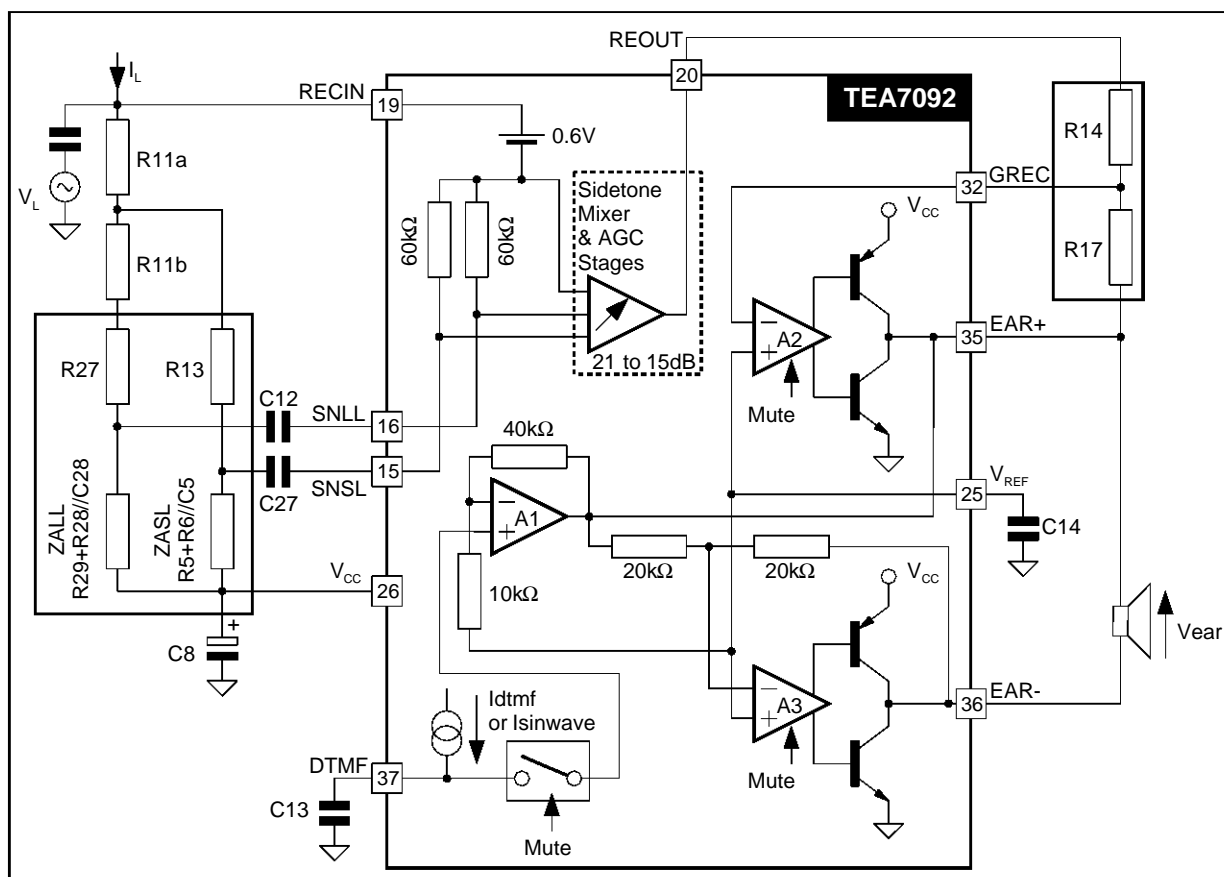 REOUT
20
I_L
RECIN
19
TEA7092
0.6V
R14
R11a
GREC
32
V_L
Sidetone
Mixer
& AGC
Stages
V_CC
60kΩ
60kΩ
R11b
R17
A2
EAR+
35
R27
R13
21 to 15dB
C12
SNLL
16
Mute
40kΩ
15
SNSL
C27
V_REF
25
A1
C14
ZALL
R29+R28//C28
ZASL
R5+R6//C5
20kΩ
20kΩ
V_CC
26
V_CC
10kΩ
+
C8
Vear
EAR-
36
A3
Idtmf
or Isinwave
DTMF
37
Mute
C13
Mute